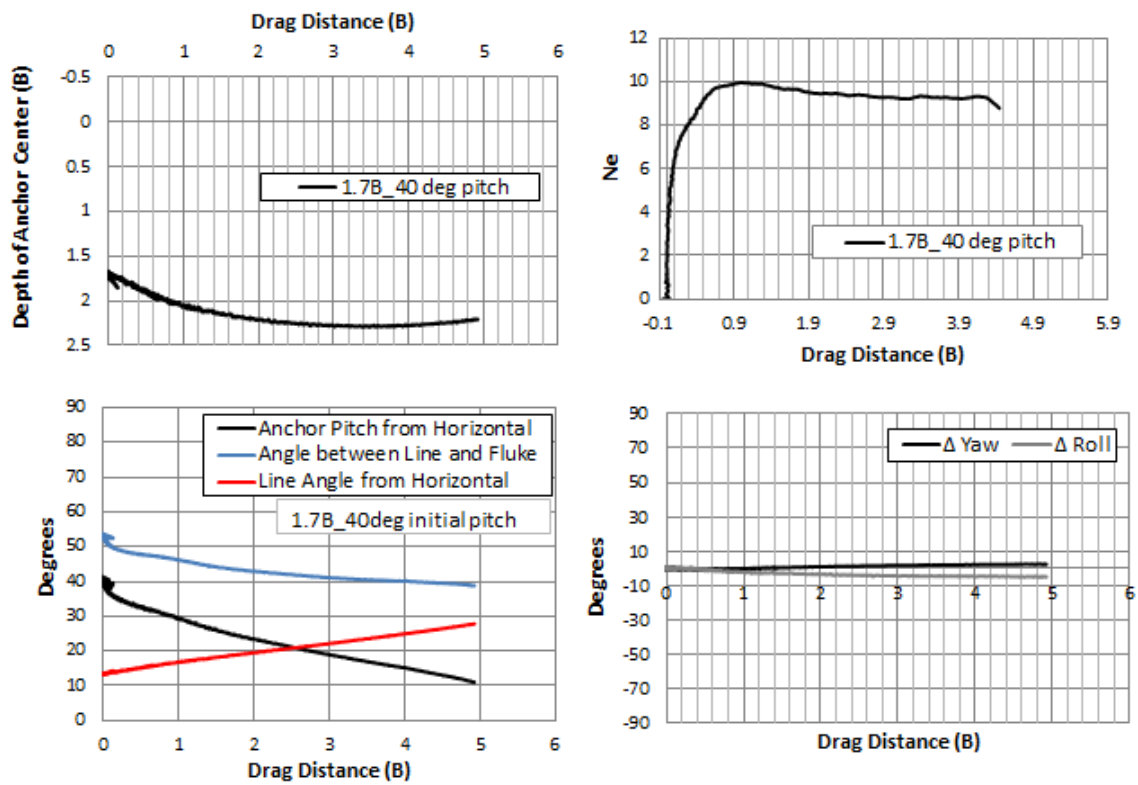 Drag Distance (B)
0 1 2 3 4 5 6
-0.5
0
0.5
1
1.5
2
2.5
Depth of Anchor Center (B)
1.7B_40 deg pitch
12
10
8
6
4
2
0
Ne
1.7B_40 deg pitch
-0.1 0.9 1.9 2.9 3.9 4.9 5.9
Drag Distance (B)
90
80
70
60
50
40
30
20
10
0
Degrees
Anchor Pitch from Horizontal
Angle between Line and Fluke
Line Angle from Horizontal
1.7B_40deg initial pitch
0 1 2 3 4 5 6
Drag Distance (B)
90
70
50
30
10
-10
-30
-50
-70
-90
Degrees
Δ Yaw Δ Roll
0 1 2 3 4 5 6
Drag Distance (B)